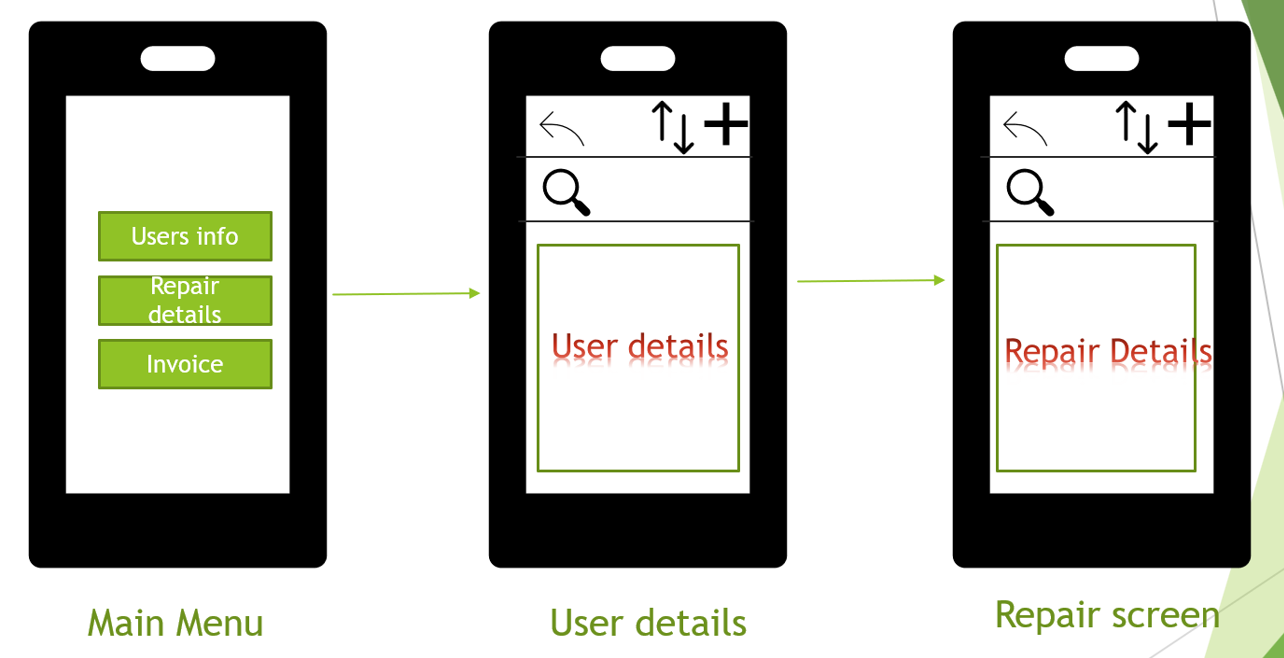 Users info
Repair
details
Invoice
User details
Repair Details
Main Menu
User details
Repair screen